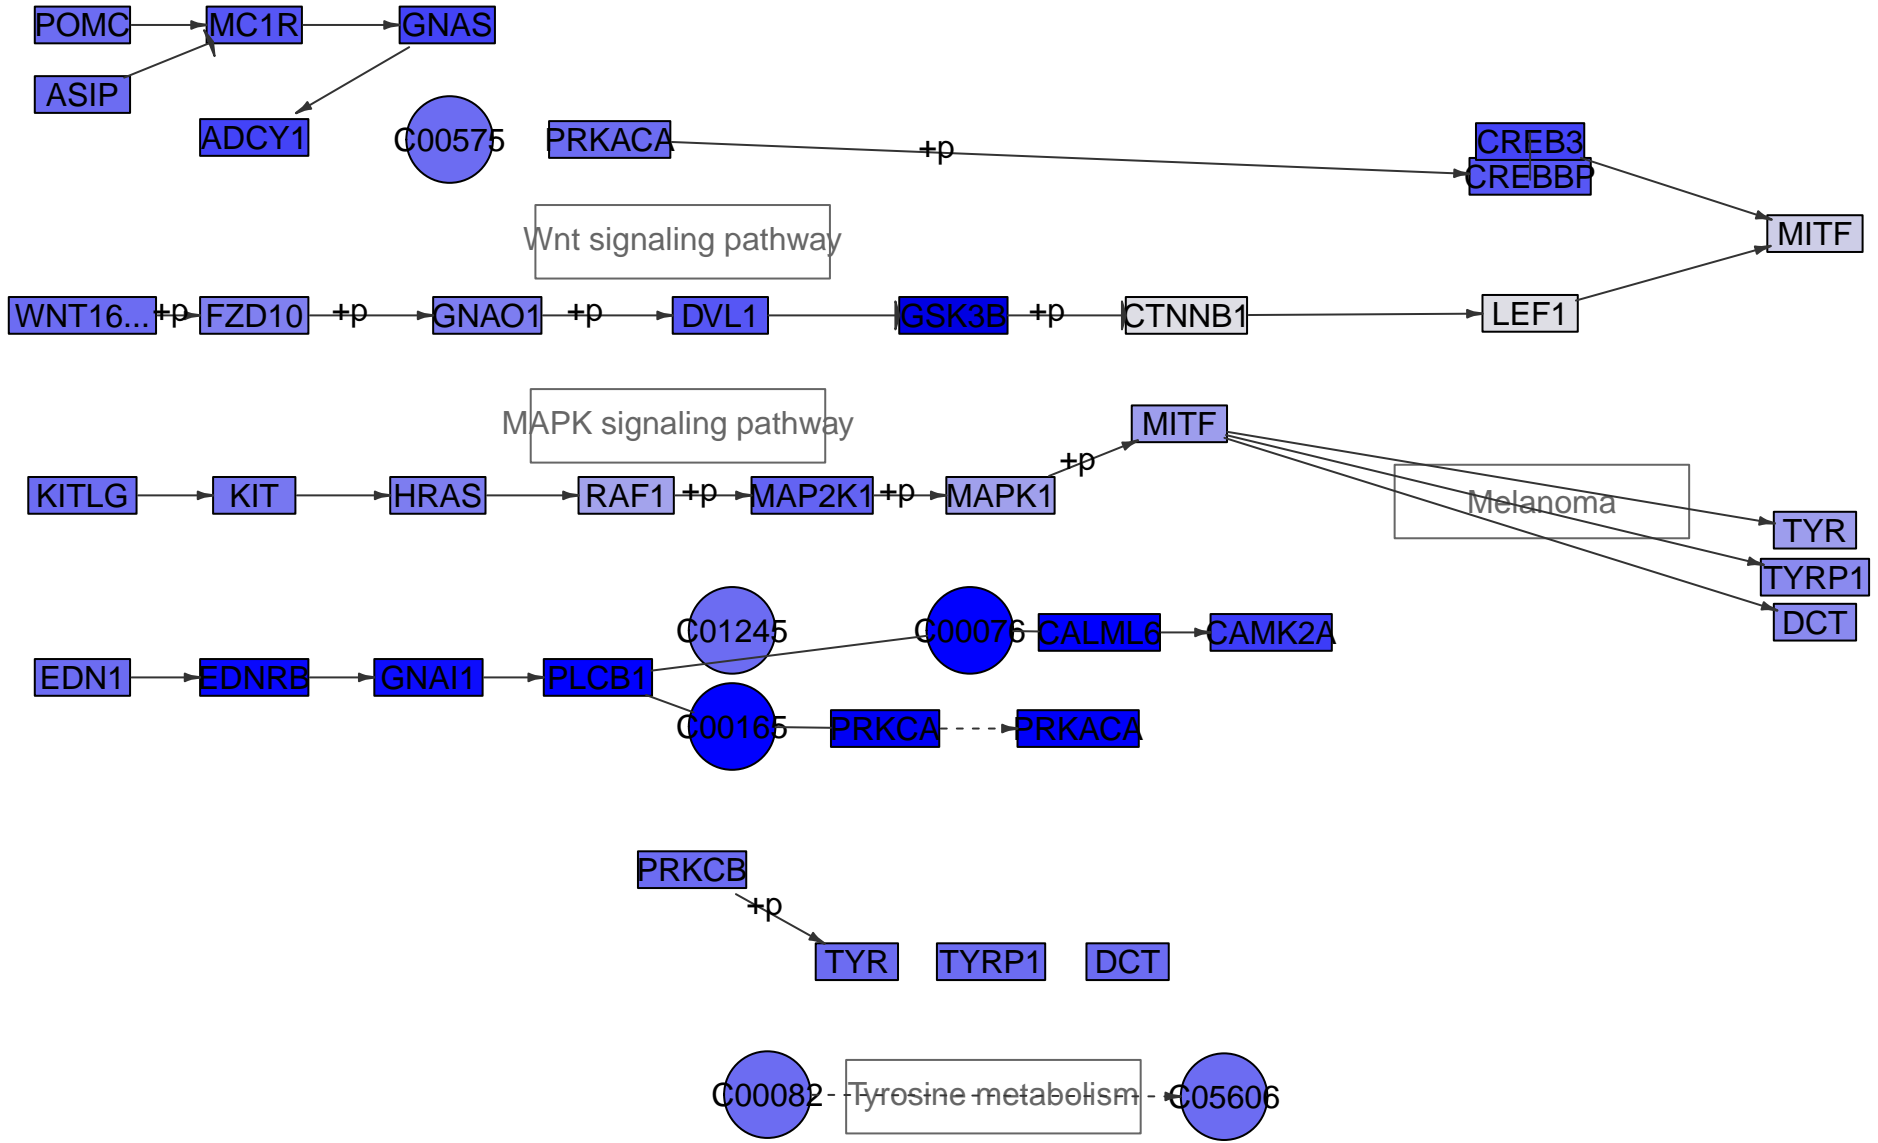 POMC MC1R GNAS
ASIP
ADCY1 C00575 PRKACA +p CREB3
CREBBP
Wnt signaling pathway MITF
WNT16... +p FZD10 +p GNAO1 +p DVL1 GSK3B +p CTNNB1 LEF1
MAPK signaling pathway MITF
+p
KITLG KIT HRAS RAF1 +p MAP2K1 +p MAPK1 Melanoma
TYR
TYRP1
DCT
C01245 C00076 CALML6 CAMK2A
EDN1 EDNRB GNAI1 PLCB1
C00165 PRKCA PRKACA
PRKCB
+p
TYR TYRP1 DCT
C00082 Tyrosine metabolism C05606